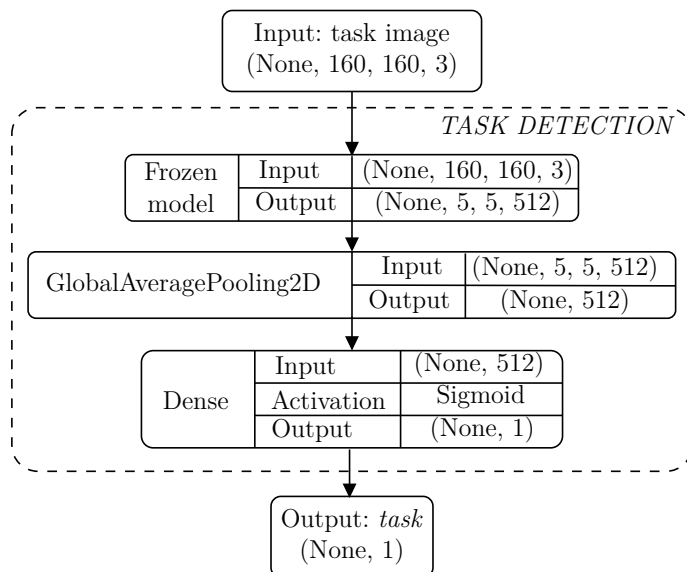 Input: task image
(None, 160, 160, 3)
TASK DETECTION
Frozen model
Input (None, 160, 160, 3)
Output (None, 5, 5, 512)
GlobalAveragePooling2D
Input (None, 5, 5, 512)
Output (None, 512)
Dense
Input (None, 512)
Activation Sigmoid
Output (None, 1)
Output: task
(None, 1)